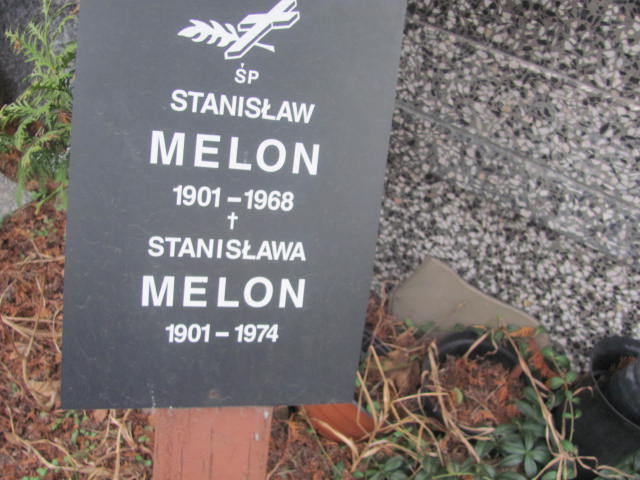 ŚP
STANISŁAW
MELON
1901 – 1968
✝
STANISŁAWA
MELON
1901 – 1974